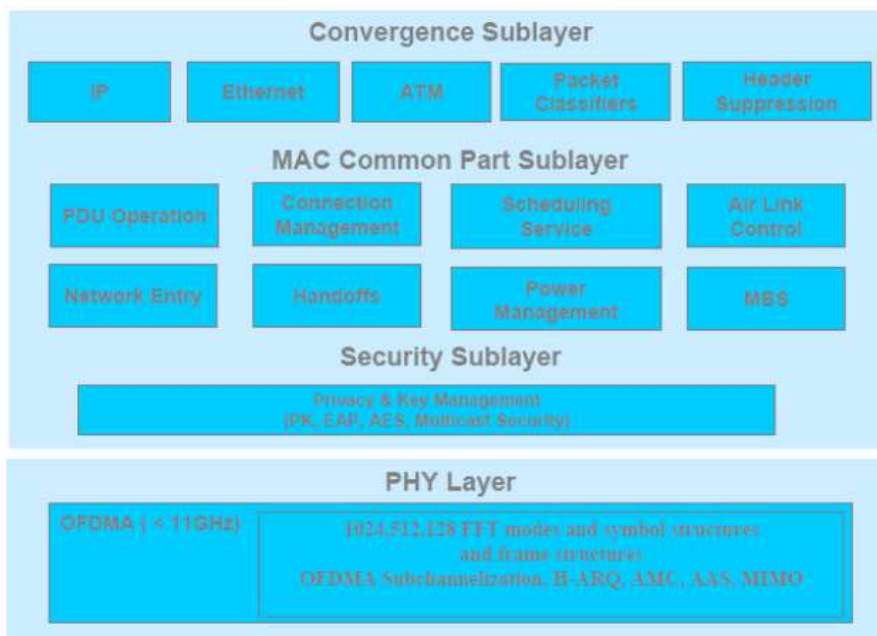 Convergence Sublayer
IP
Ethernet
ATM
Packet
Classifiers
Header
Suppression
MAC Common Part Sublayer
PDU Operation
Connection
Management
Scheduling
Service
Air Link
Control
Network Entry
Handoffs
Power
Management
MBS
Security Sublayer
Privacy & Key Management
(PK, EAP, AES, Multicast Security)
PHY Layer
OFDMA ( < 11GHz)
1024,512,128 FFT modes and symbol structures
and frame structures
OFDMA Subchannelization, H-ARQ, AMC, AAS, MIMO